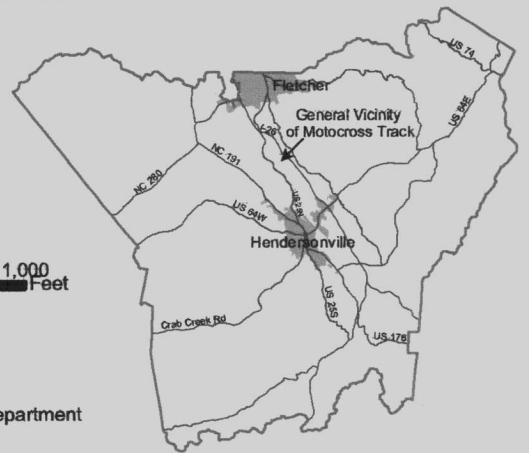 US 74
Fletcher
US 64E
General Vicinity
of Motocross Track
I-26
NC 191
NC 280
US 25N
US 64W
Hendersonville
1,000
Feet
Crab Creek Rd
US 25S
US 176
epartment